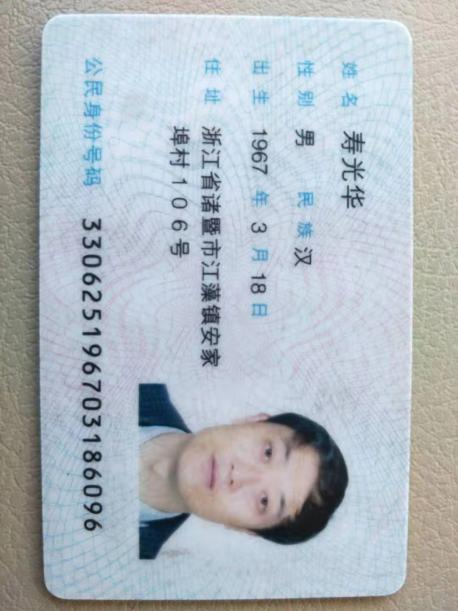 姓名 寿光华
性别 男 民族 汉
出生 1967 年 3 月 18 日
住址 浙江省诸暨市江藻镇安家
埠村106号
公民身份号码 330625196703186096